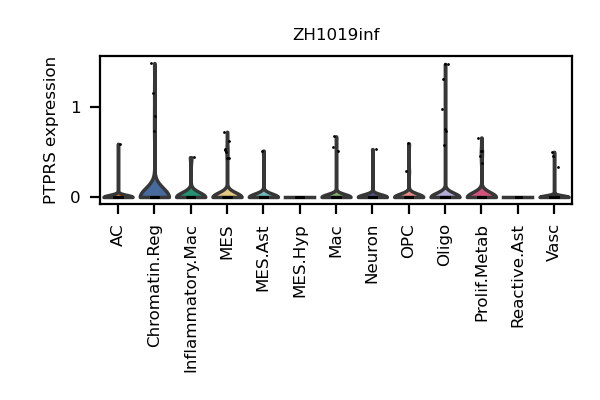 ZH1019inf
PTPRS expression
1
0
AC
Chromatin.Reg
Inflammatory.Mac
MES
MES.Ast
MES.Hyp
Mac
Neuron
OPC
Oligo
Prolif.Metab
Reactive.Ast
Vasc